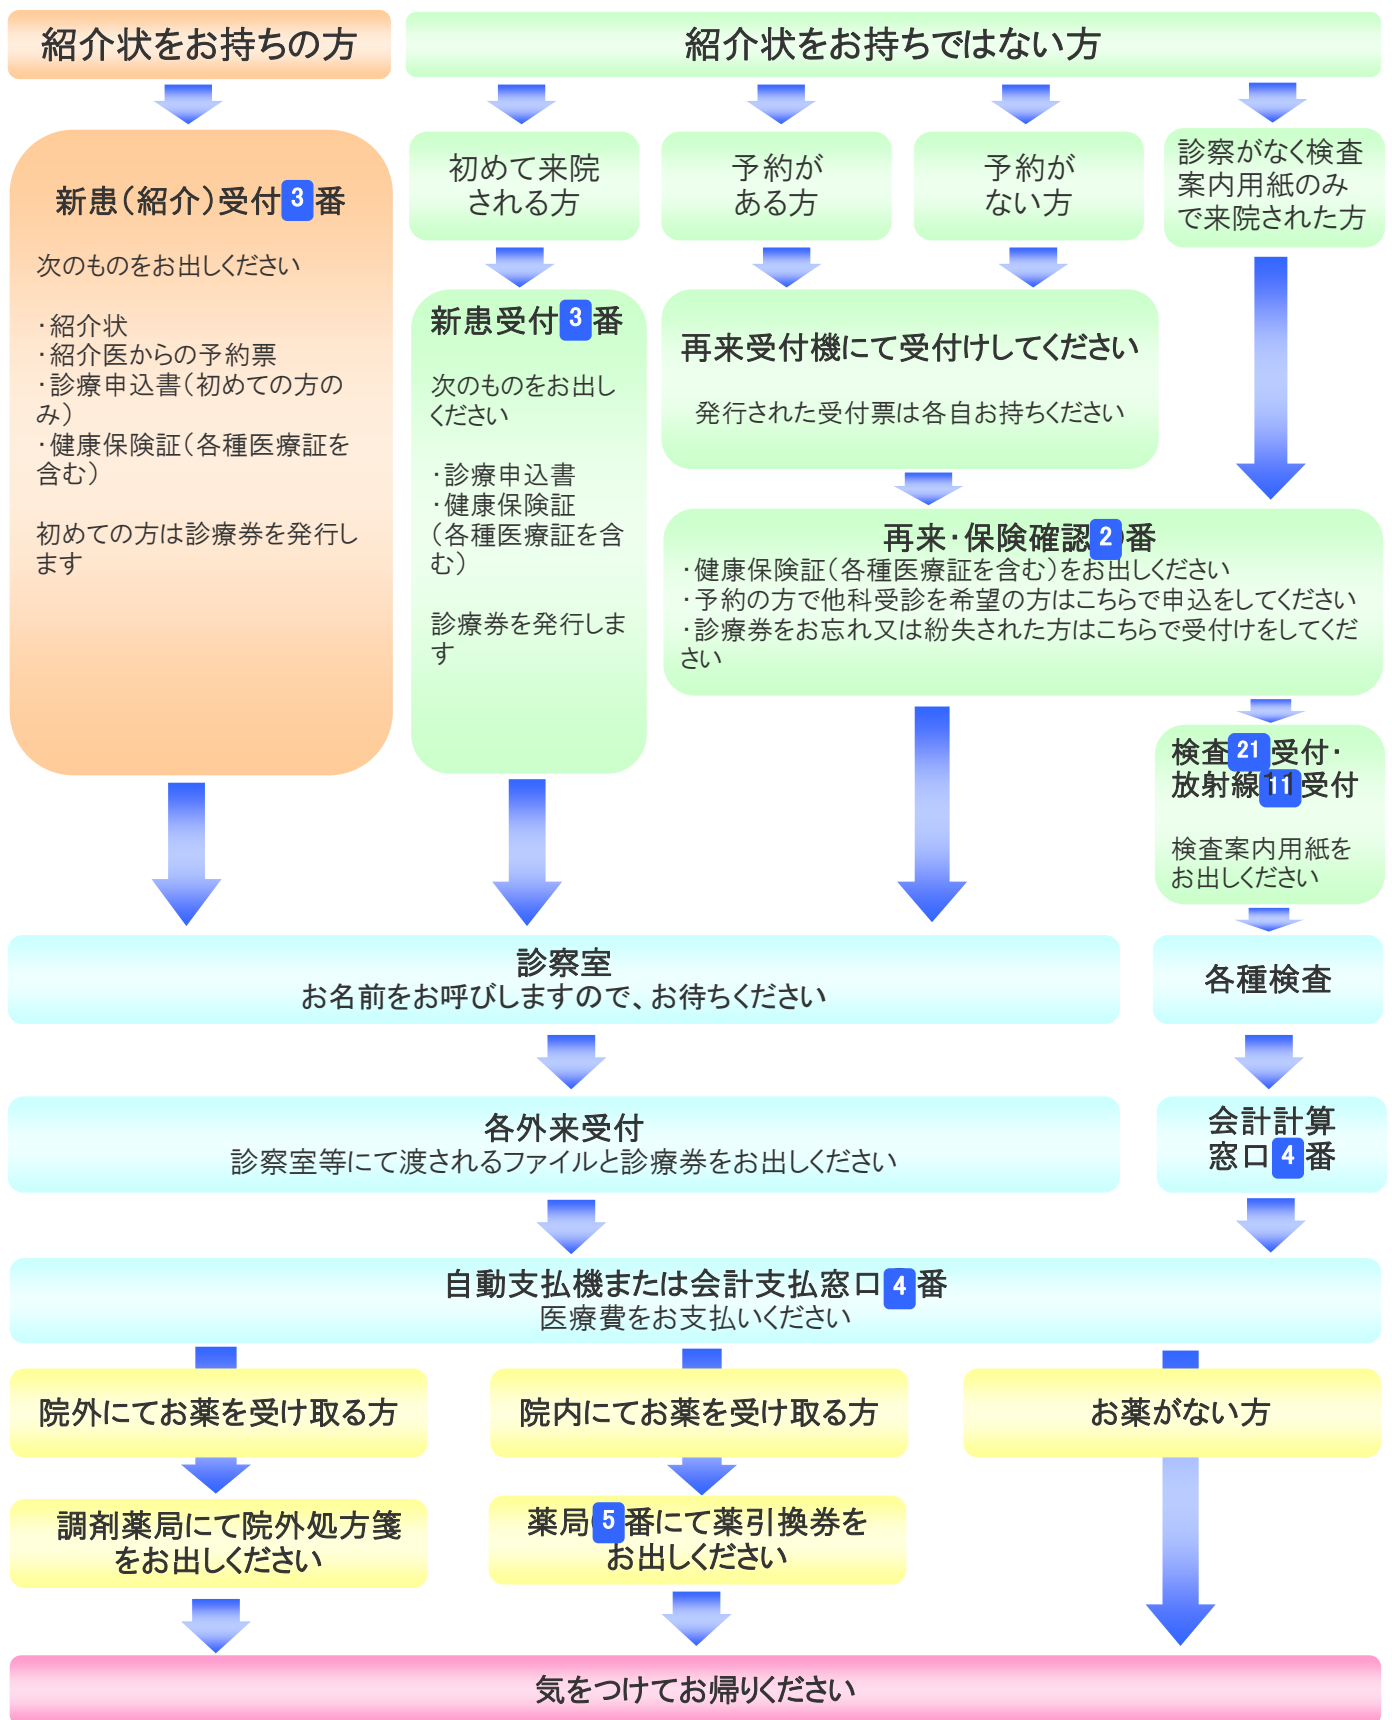 紹介状をお持ちの方
紹介状をお持ちではない方
新患(紹介)受付3番
次のものをお出しください
・紹介状
・紹介医からの予約票
・診療申込書(初めての方の
み)
・健康保険証(各種医療証を
含む)
初めての方は診療券を発行し
ます
初めて来院
される方
新患受付3番
次のものをお出し
ください
・診療申込書
・健康保険証
(各種医療証を含
む)
診療券を発行しま
す
予約が
ある方
予約が
ない方
再来受付機にて受付けしてください
発行された受付票は各自お持ちください
診察がなく検査
案内用紙のみ
で来院された方
再来・保険確認2番
・健康保険証(各種医療証を含む)をお出しください
・予約の方で他科受診を希望の方はこちらで申込をしてください
・診療券をお忘れ又は紛失された方はこちらで受付けをしてくだ
さい
検査21受付・
放射線11受付
検査案内用紙を
お出しください
診察室
お名前をお呼びしますので、お待ちください
各種検査
各外来受付
診察室等にて渡されるファイルと診療券をお出しください
会計計算
窓口4番
自動支払機または会計支払窓口4番
医療費をお支払いください
院外にてお薬を受け取る方
院内にてお薬を受け取る方
お薬がない方
調剤薬局にて院外処方箋
をお出しください
薬局5番にて薬引換券を
お出しください
気をつけてお帰りください